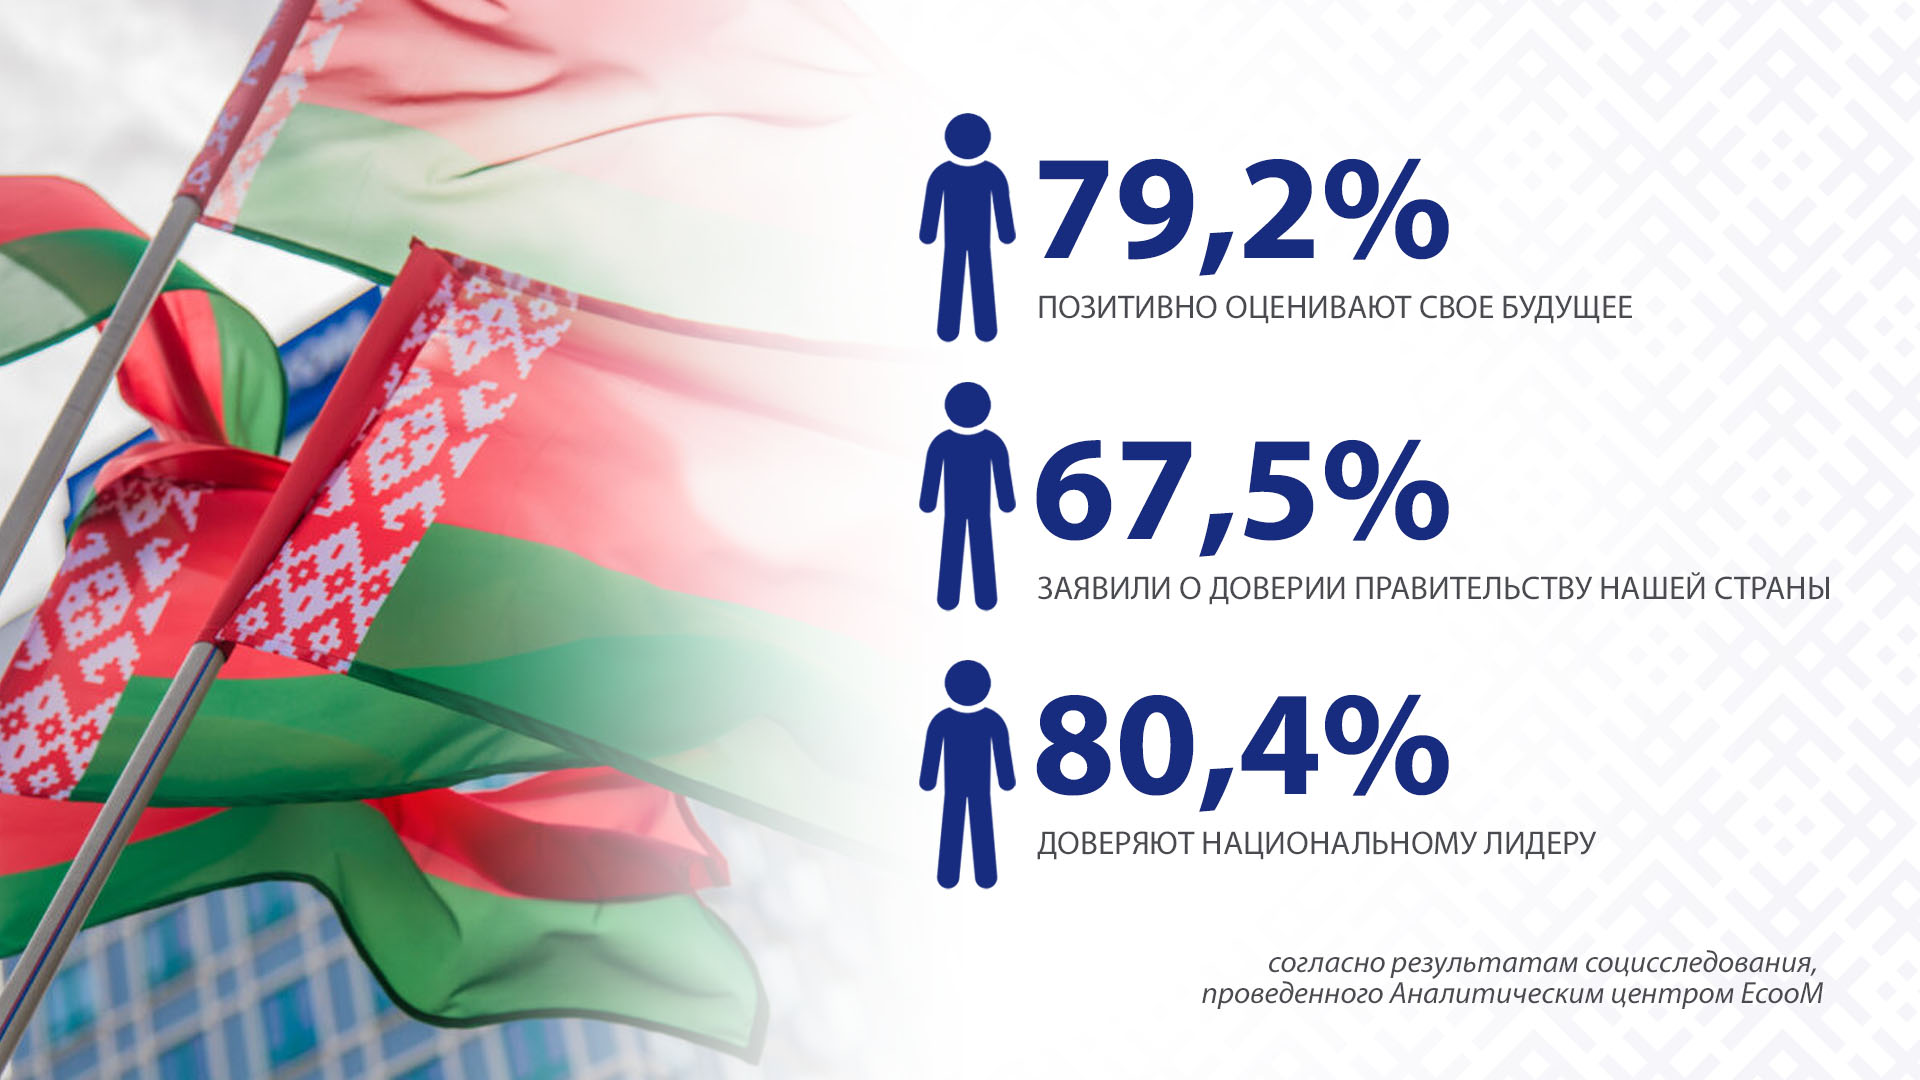 79,2%
ПОЗИТИВНО ОЦЕНИВАЮТ СВОЕ БУДУЩЕЕ
67,5%
ЗАЯВИЛИ О ДОВЕРИИ ПРАВИТЕЛЬСТВУ НАШЕЙ СТРАНЫ
80,4%
ДОВЕРЯЮТ НАЦИОНАЛЬНОМУ ЛИДЕРУ
согласно результатам социсследования,
проведенного Аналитическим центром EcooM